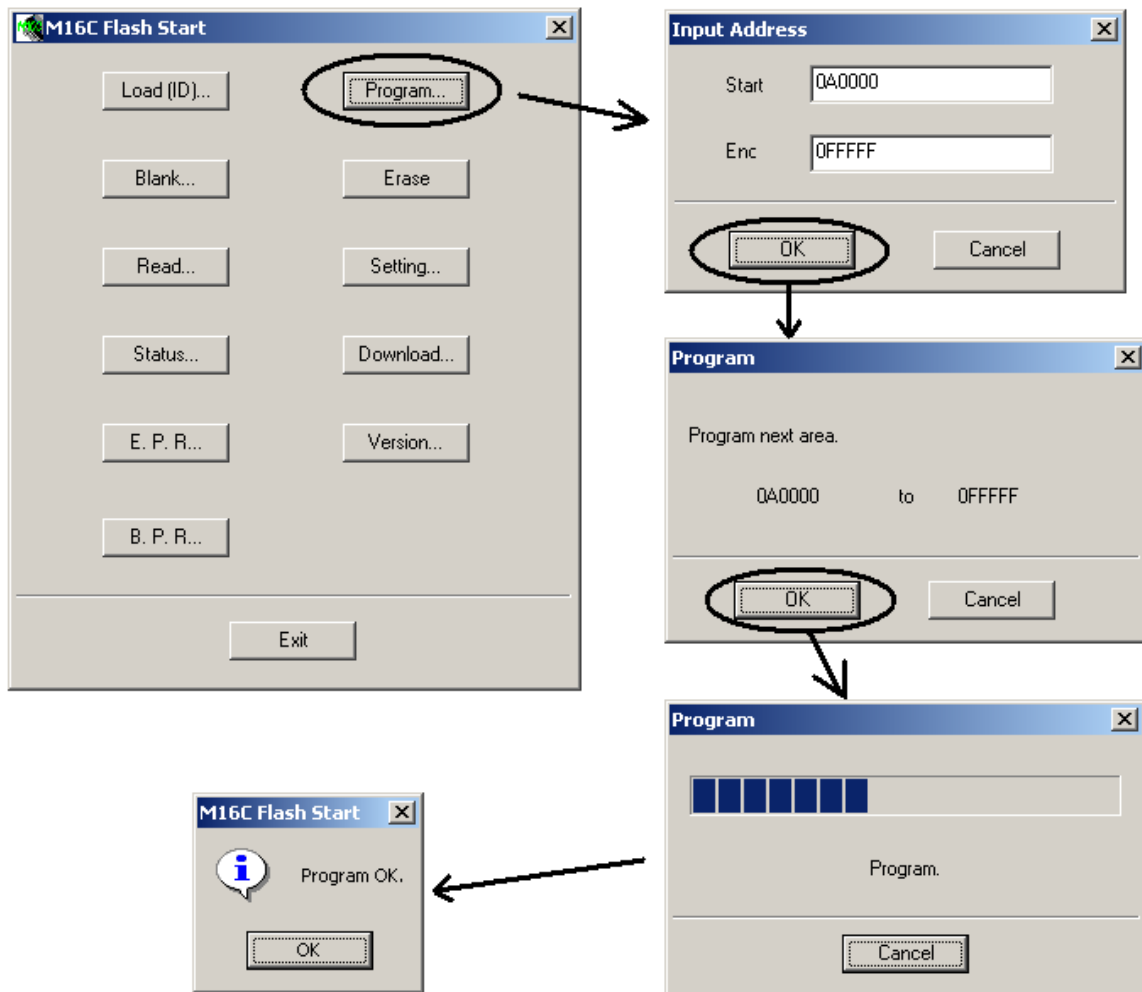 M16C Flash Start
Load (ID)...
Program...
Blank...
Erase
Read...
Setting...
Status...
Download...
E. P. R...
Version...
B. P. R...
Exit
Input Address
Start 0A0000
Enc 0FFFFF
OK Cancel
Program
Program next area.
0A0000 to 0FFFFF
OK Cancel
Program
Program.
Cancel
M16C Flash Start
i
Program OK.
OK